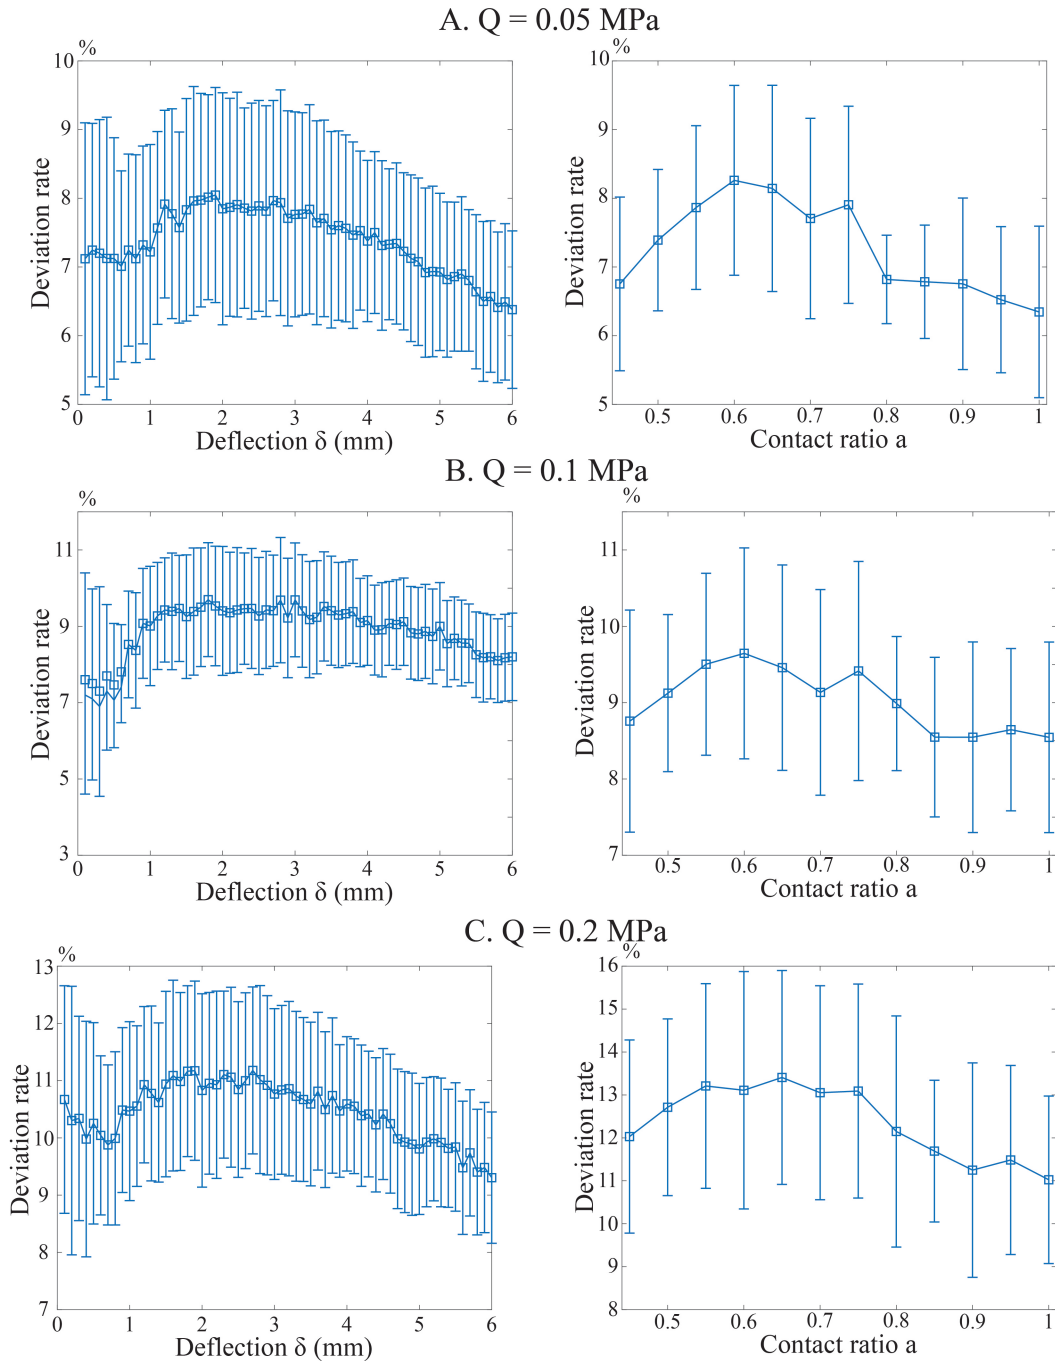 A. Q = 0.05 MPa
%
10
9
8
7
6
5
Deviation rate
0 1 2 3 4 5 6
Deflection δ (mm)
10
9
8
7
6
5
Deviation rate
0.5 0.6 0.7 0.8 0.9 1
Contact ratio a
B. Q = 0.1 MPa
%
11
9
7
5
3
Deviation rate
0 1 2 3 4 5 6
Deflection δ (mm)
%
11
10
9
8
7
Deviation rate
0.5 0.6 0.7 0.8 0.9 1
Contact ratio a
C. Q = 0.2 MPa
%
13
12
11
10
9
8
7
Deviation rate
0 1 2 3 4 5 6
Deflection δ (mm)
%
16
15
14
13
12
11
10
9
8
Deviation rate
0.5 0.6 0.7 0.8 0.9 1
Contact ratio a